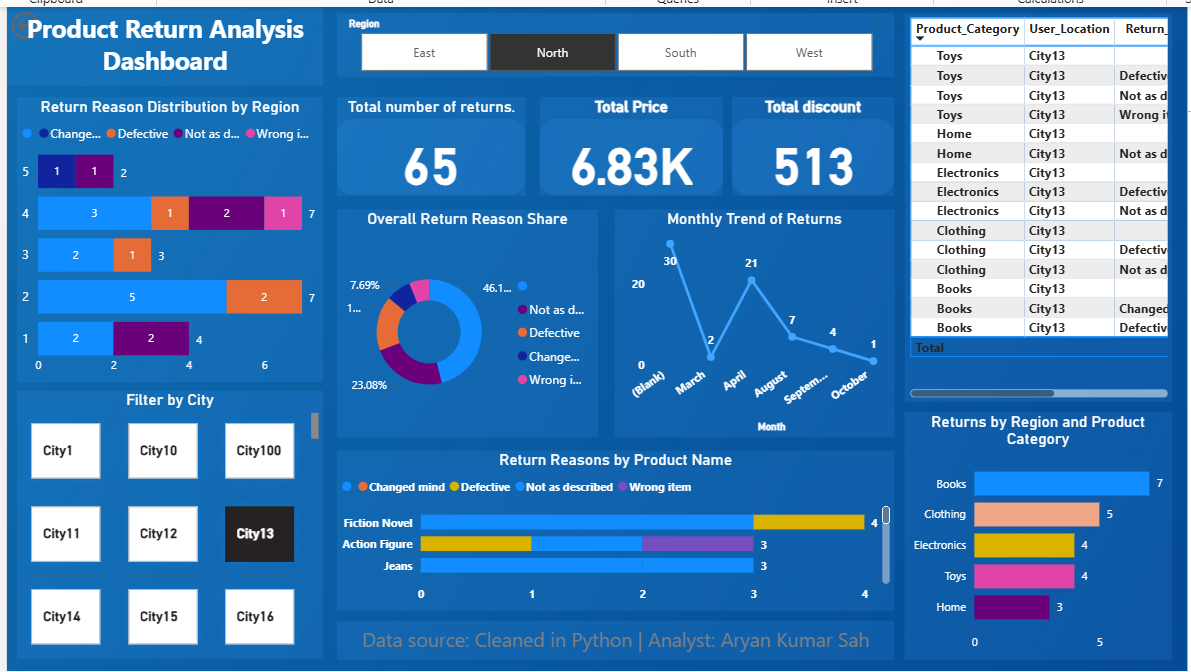 Clipboard
Data
Queries
Insert
Calculations
Product Return Analysis
Dashboard
Region
East
North
South
West
Return Reason Distribution by Region
Change... Defective Not as d... Wrong i...
5 1 1 2
4 3 1 2 1 7
3 2 1 3
2 5 2 7
1 2 2 4
0 2 4 6
Filter by City
City1 City10 City100
City11 City12 City13
City14 City15 City16
Total number of returns.
65
Total Price
6.83K
Total discount
513
Overall Return Reason Share
7.69%
1...
46.1...
23.08%
Not as d...
Defective
Change...
Wrong i...
Monthly Trend of Returns
20
0
30
2
21
7
4
1
(Blank)
March
April
August
Septem...
October
Month
Return Reasons by Product Name
Changed mind Defective Not as described Wrong item
Fiction Novel 4
Action Figure 3
Jeans 3
0 1 2 3 4
Data source: Cleaned in Python | Analyst: Aryan Kumar Sah
Product_Category User_Location Return_
Toys City13
Toys City13 Defectiv
Toys City13 Not as d
Toys City13 Wrong it
Home City13
Home City13 Not as d
Electronics City13
Electronics City13 Defectiv
Electronics City13 Not as d
Clothing City13
Clothing City13 Defectiv
Clothing City13 Not as d
Books City13
Books City13 Changed
Books City13 Defectiv
Total
Returns by Region and Product
Category
Books 7
Clothing 5
Electronics 4
Toys 4
Home 3
0 5